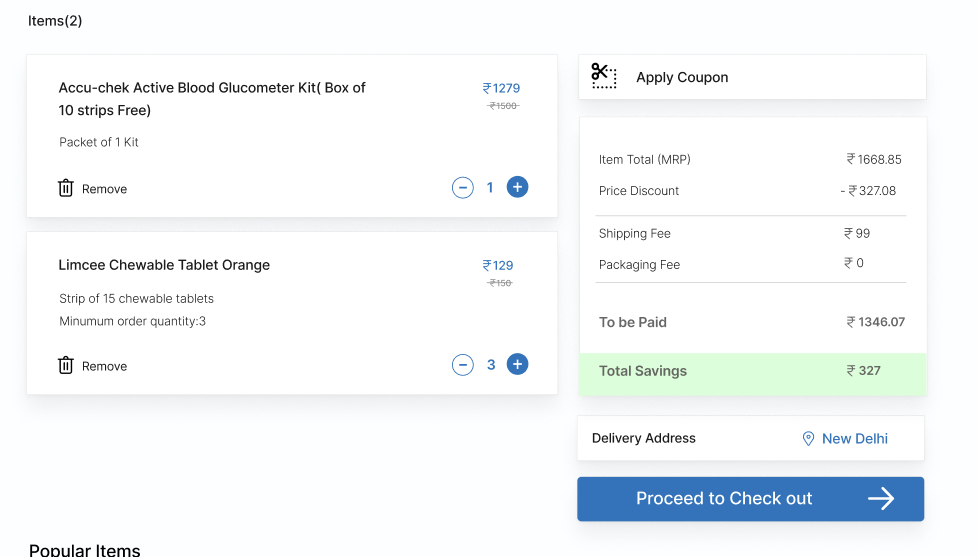 Items(2)
Accu-chek Active Blood Glucometer Kit( Box of
10 strips Free)
₹1279
₹1500
Packet of 1 Kit
Remove
1
Limcee Chewable Tablet Orange
₹129
₹150
Strip of 15 chewable tablets
Minumum order quantity:3
Remove
3
Apply Coupon
Item Total (MRP) ₹1668.85
Price Discount - ₹327.08
Shipping Fee ₹ 99
Packaging Fee ₹ 0
To be Paid ₹1346.07
Total Savings ₹ 327
Delivery Address New Delhi
Proceed to Check out
Popular Items